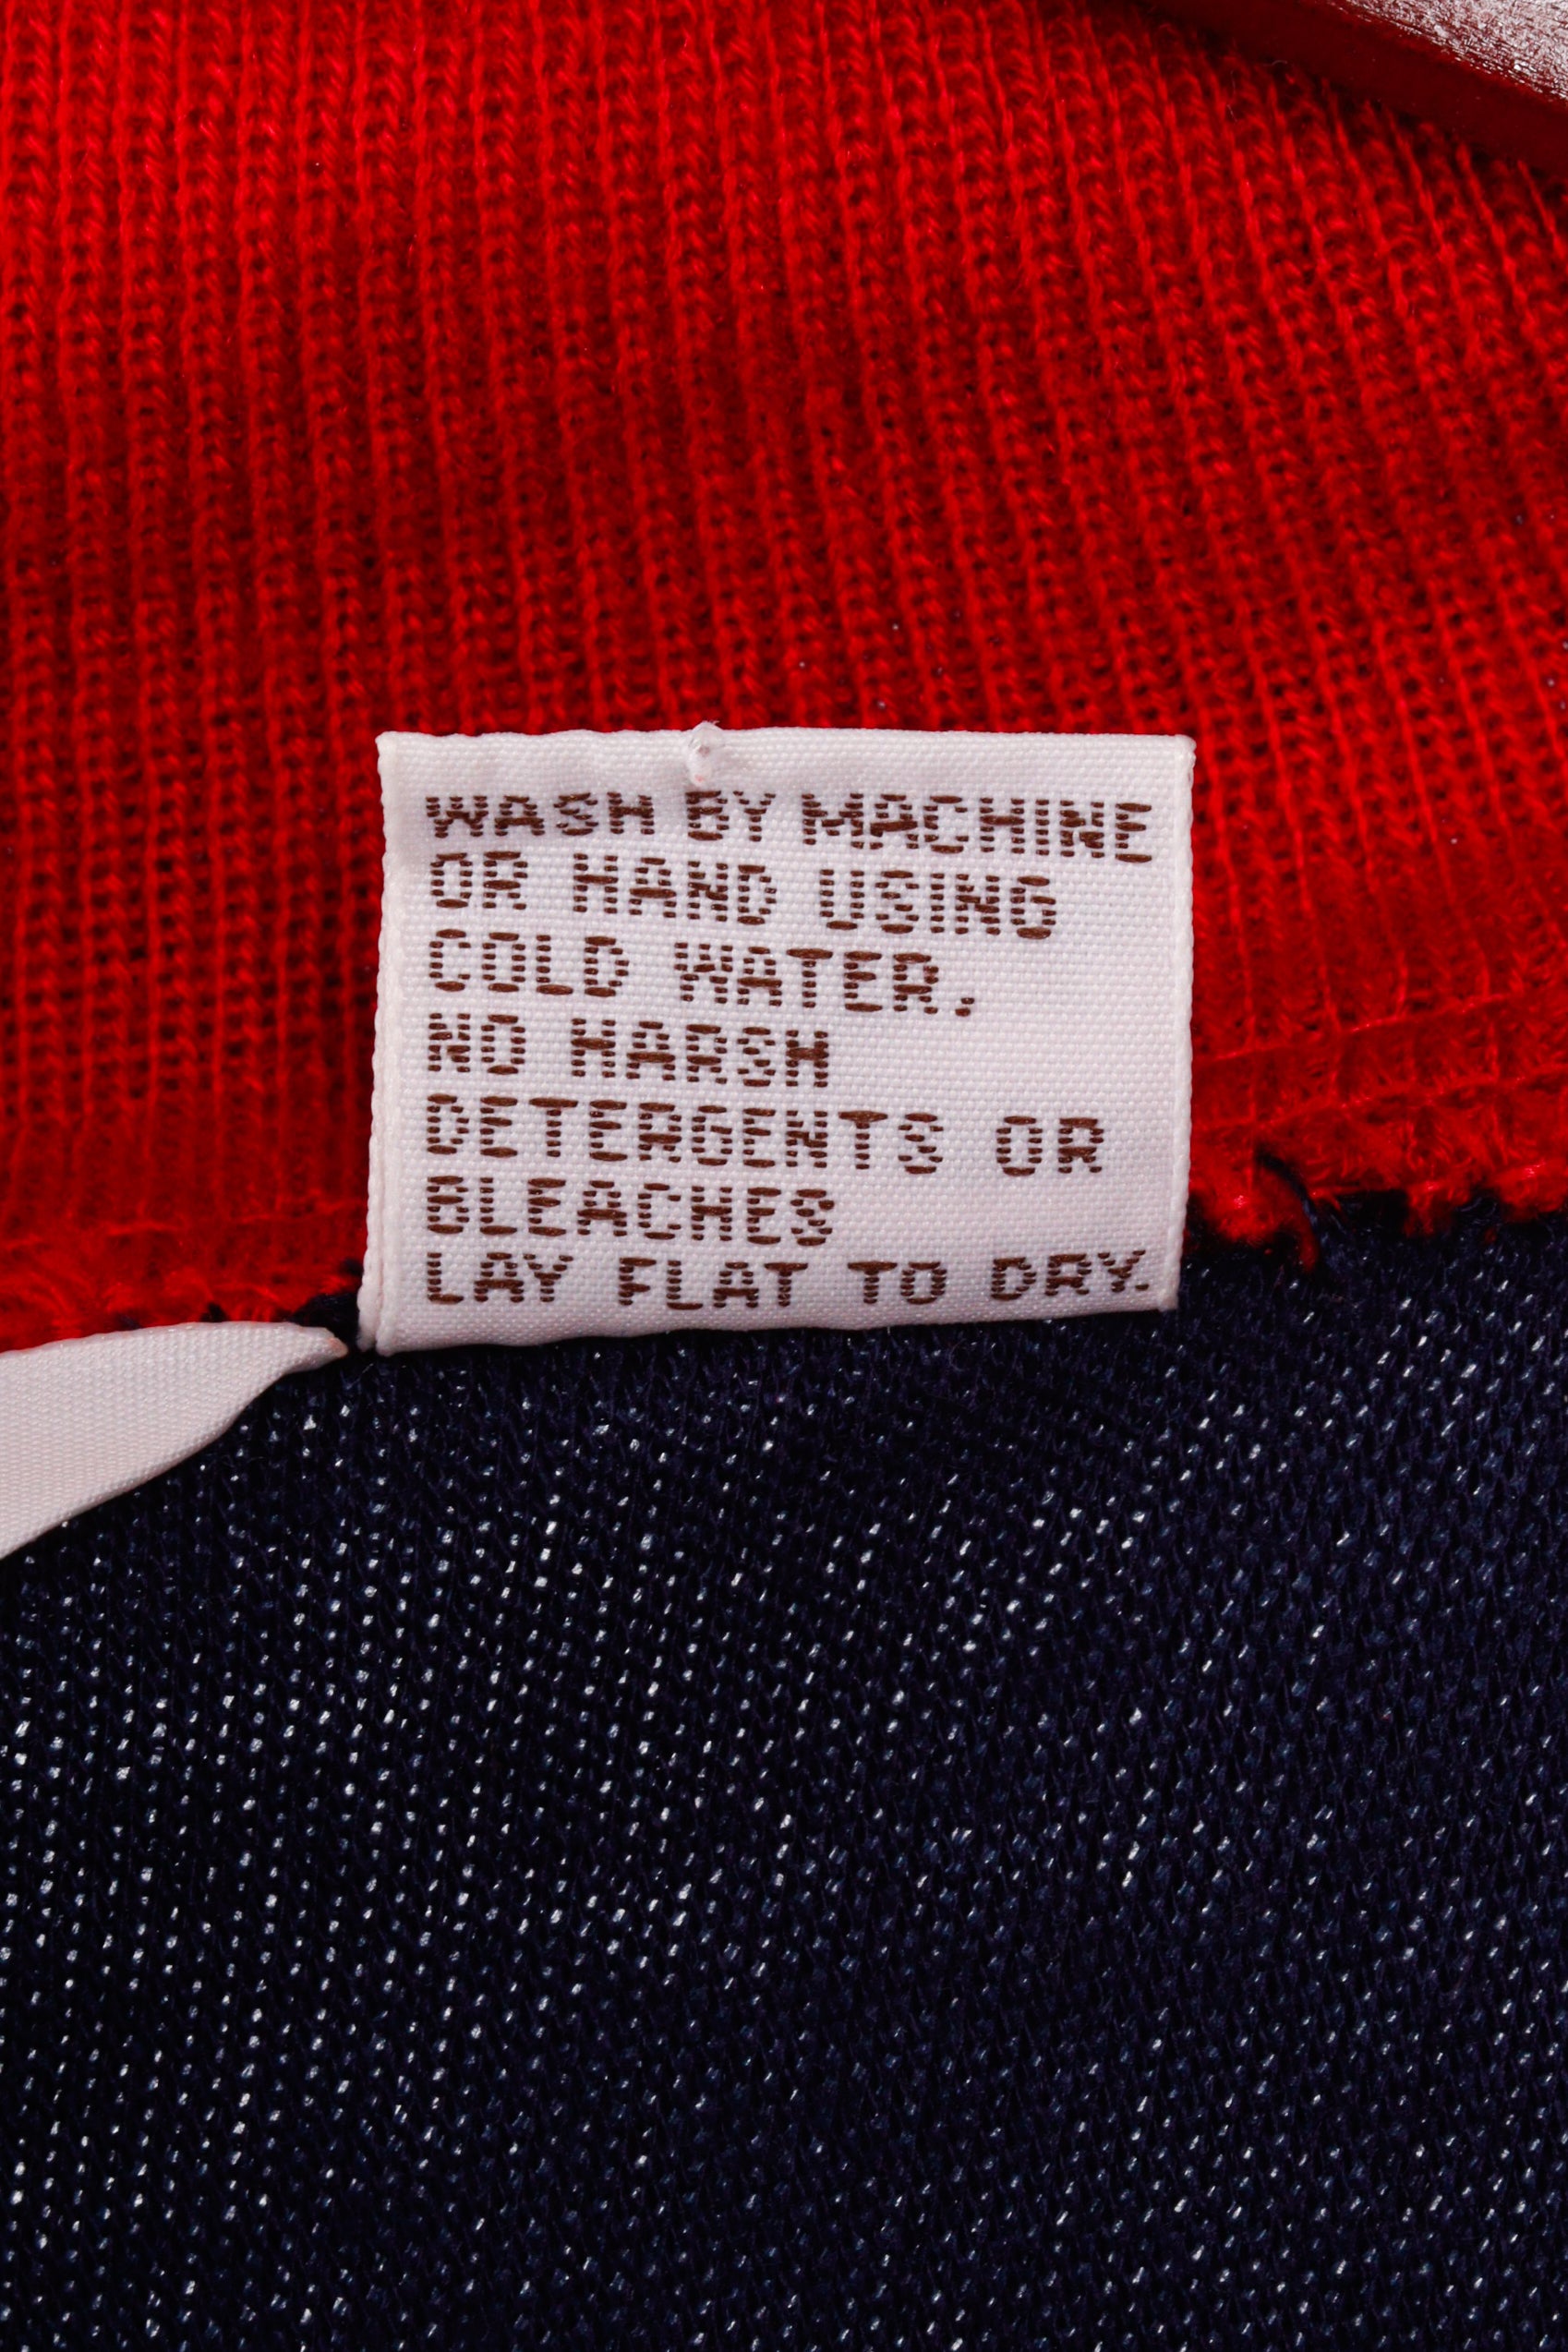 WASH BY MACHINE
OR HAND USING
COLD WATER,
NO HARSH
DETERGENTS OR
BLEACHES
LAY FLAT TO DRY.